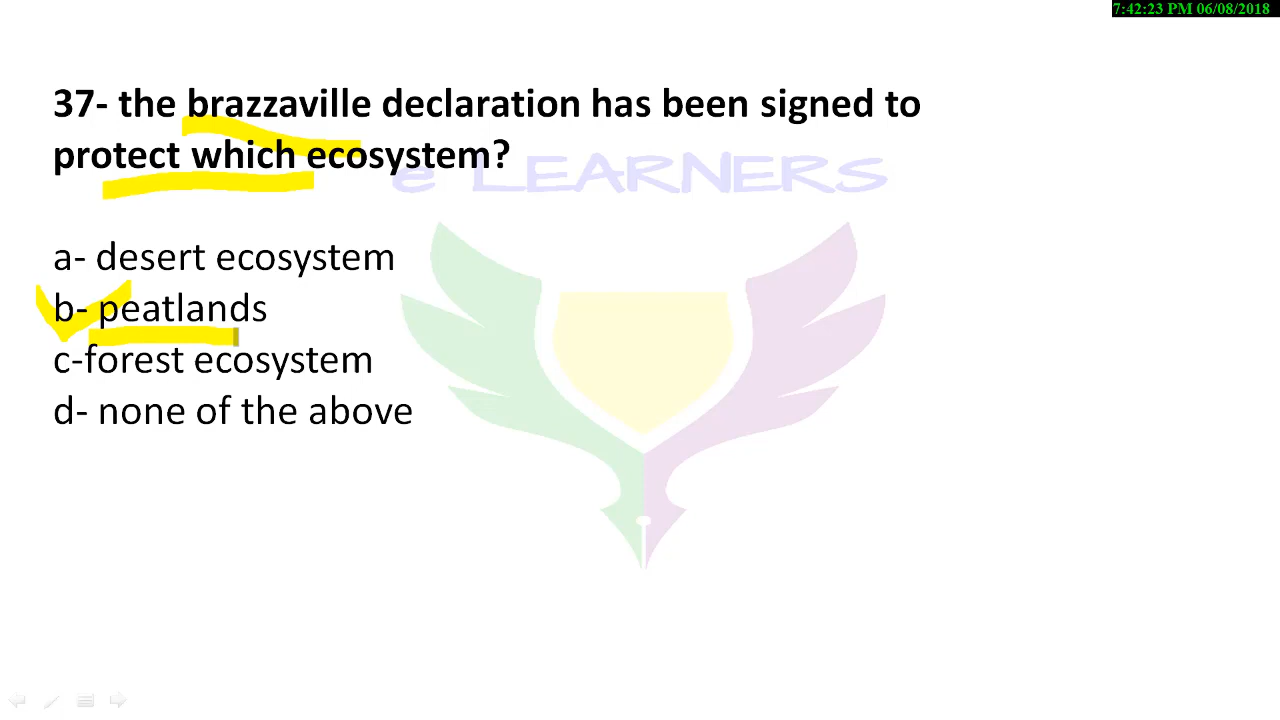 7:42:23 PM 06/08/2018
37- the brazzaville declaration has been signed to
protect which ecosystem?
e LEARNERS
a- desert ecosystem
b- peatlands
c-forest ecosystem
d- none of the above